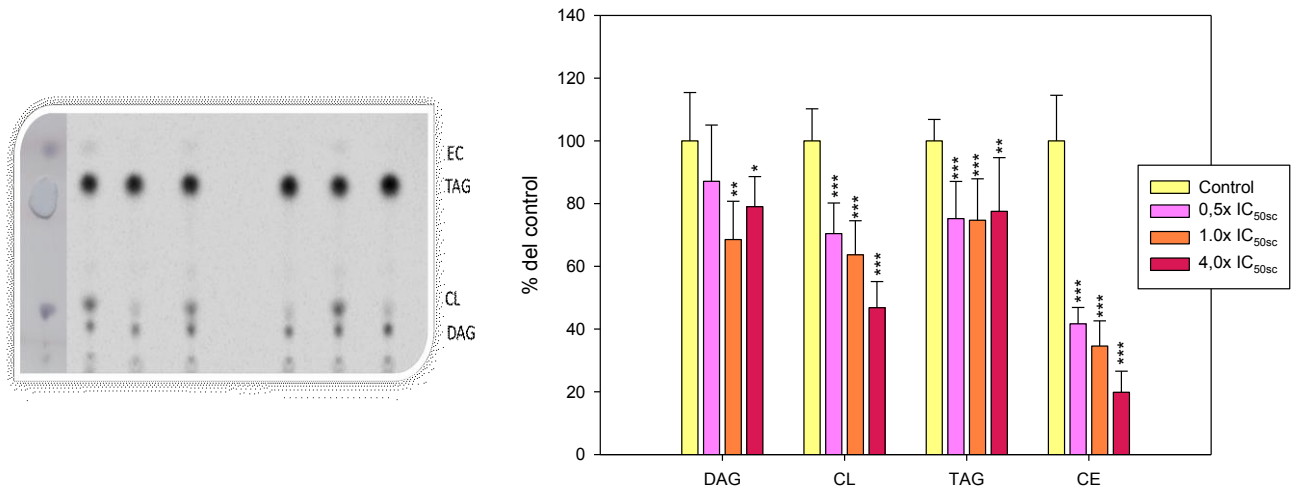 EC
TAG
CL
DAG
% del control
140
120
100
80
60
40
20
0
** *
*** *** ***
*** *** **
*** *** ***
DAG CL TAG CE
Control
0,5x IC50sc
1.0x IC50sc
4,0x IC50sc